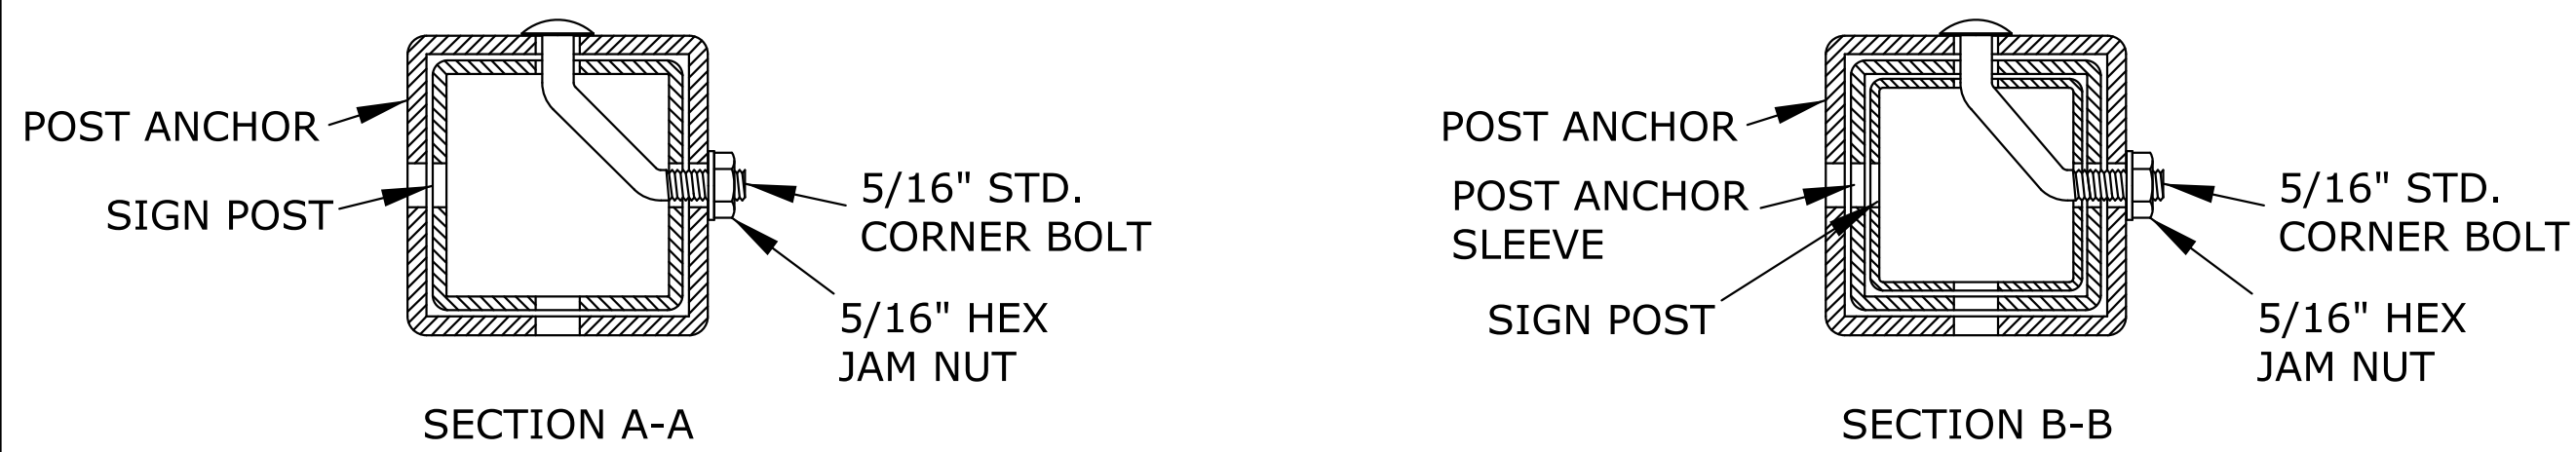 POST ANCHOR
SIGN POST
5/16" STD.
CORNER BOLT
5/16" HEX
JAM NUT
SECTION A-A
POST ANCHOR
POST ANCHOR
SLEEVE
SIGN POST
5/16" STD.
CORNER BOLT
5/16" HEX
JAM NUT
SECTION B-B